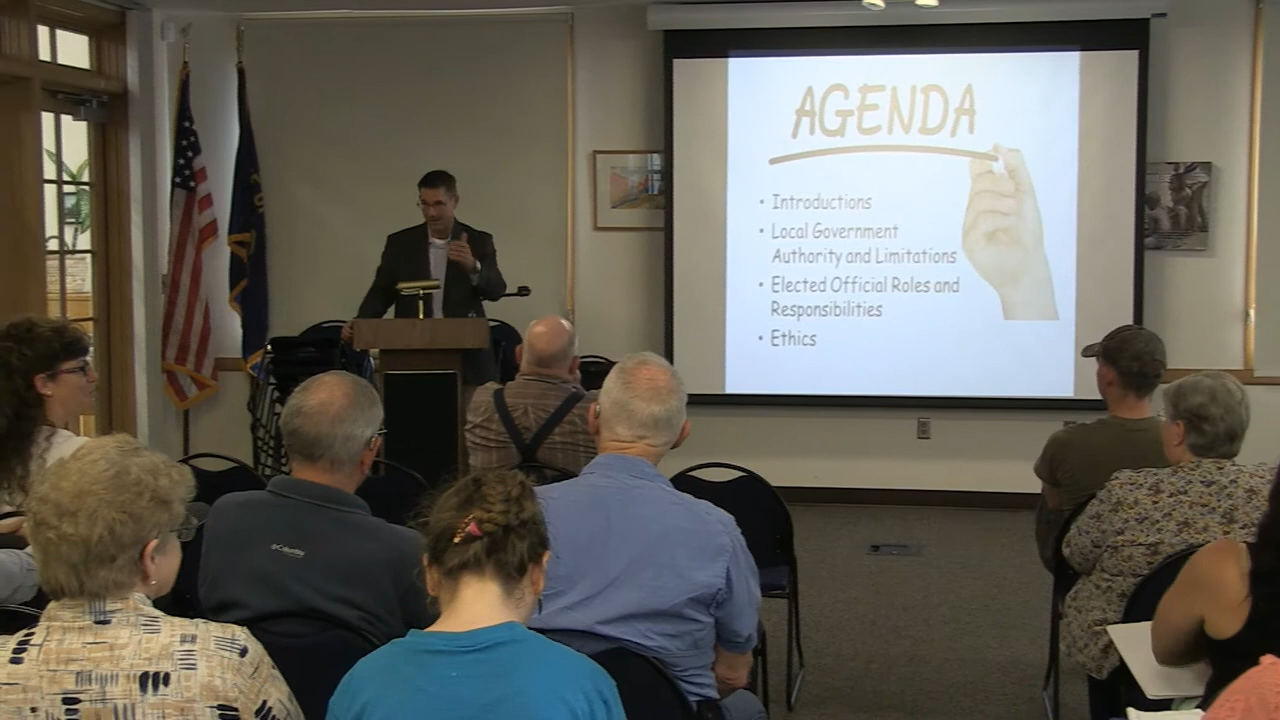 AGENDA
• Introductions
• Local Government
Authority and Limitations
• Elected Official Roles and
Responsibilities
• Ethics
Columbia